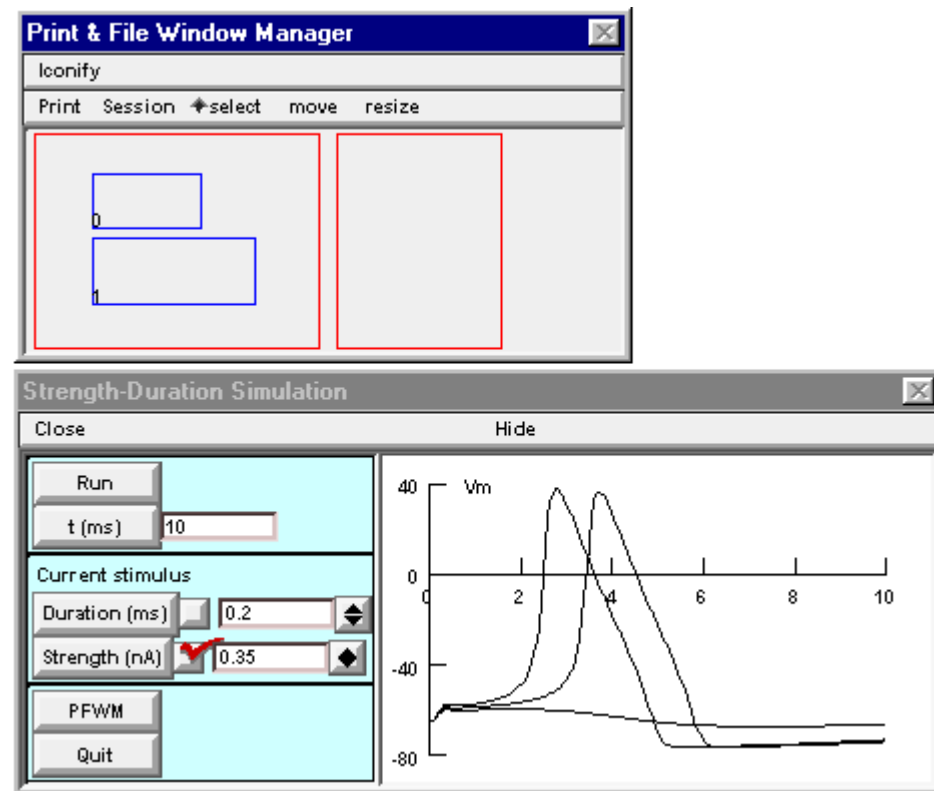 Print & File Window Manager
Iconify
Print Session select move resize
0
1
Strength-Duration Simulation
Close Hide
Run
t (ms) 10
Current stimulus
Duration (ms) 0.2
Strength (nA) 0.35
PFWM
Quit
40 Vm
0
0 2 4 6 8 10
-40
-80